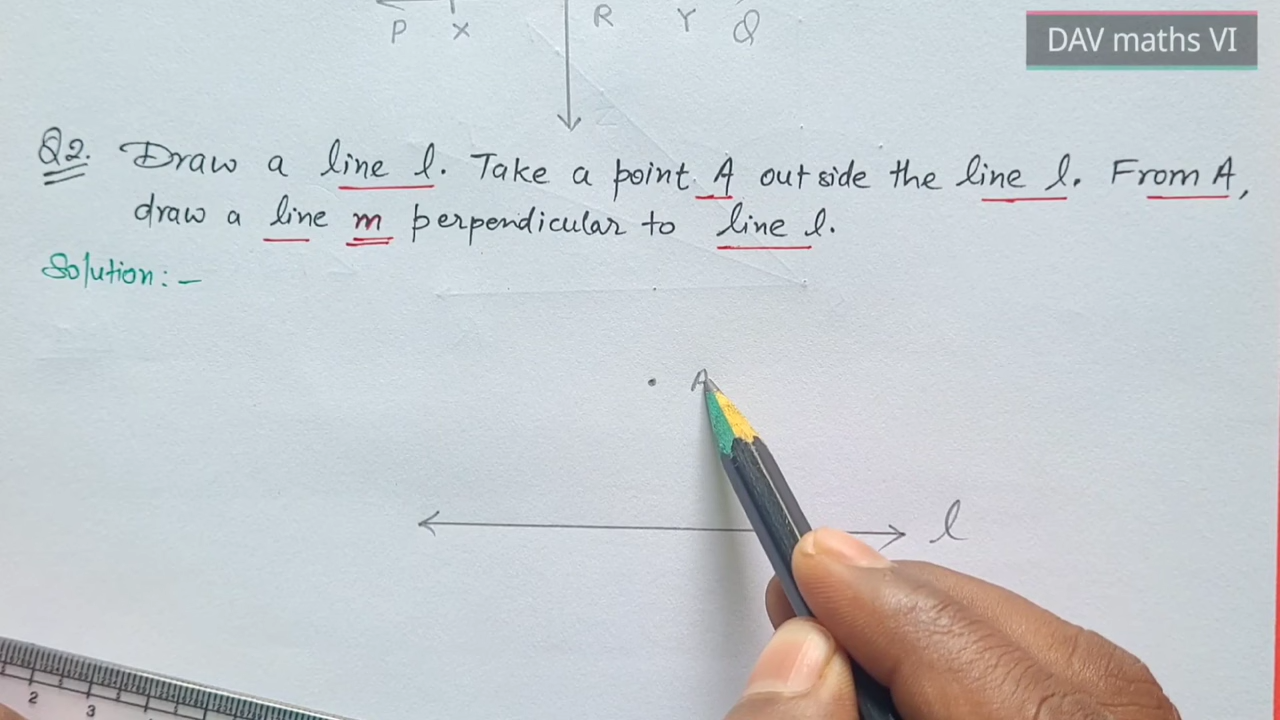 P X R Y Q
DAV maths VI
Q2. Draw a line l. Take a point A outside the line l. From A,
draw a line m perpendicular to line l.
Solution:-
A
l
2 3